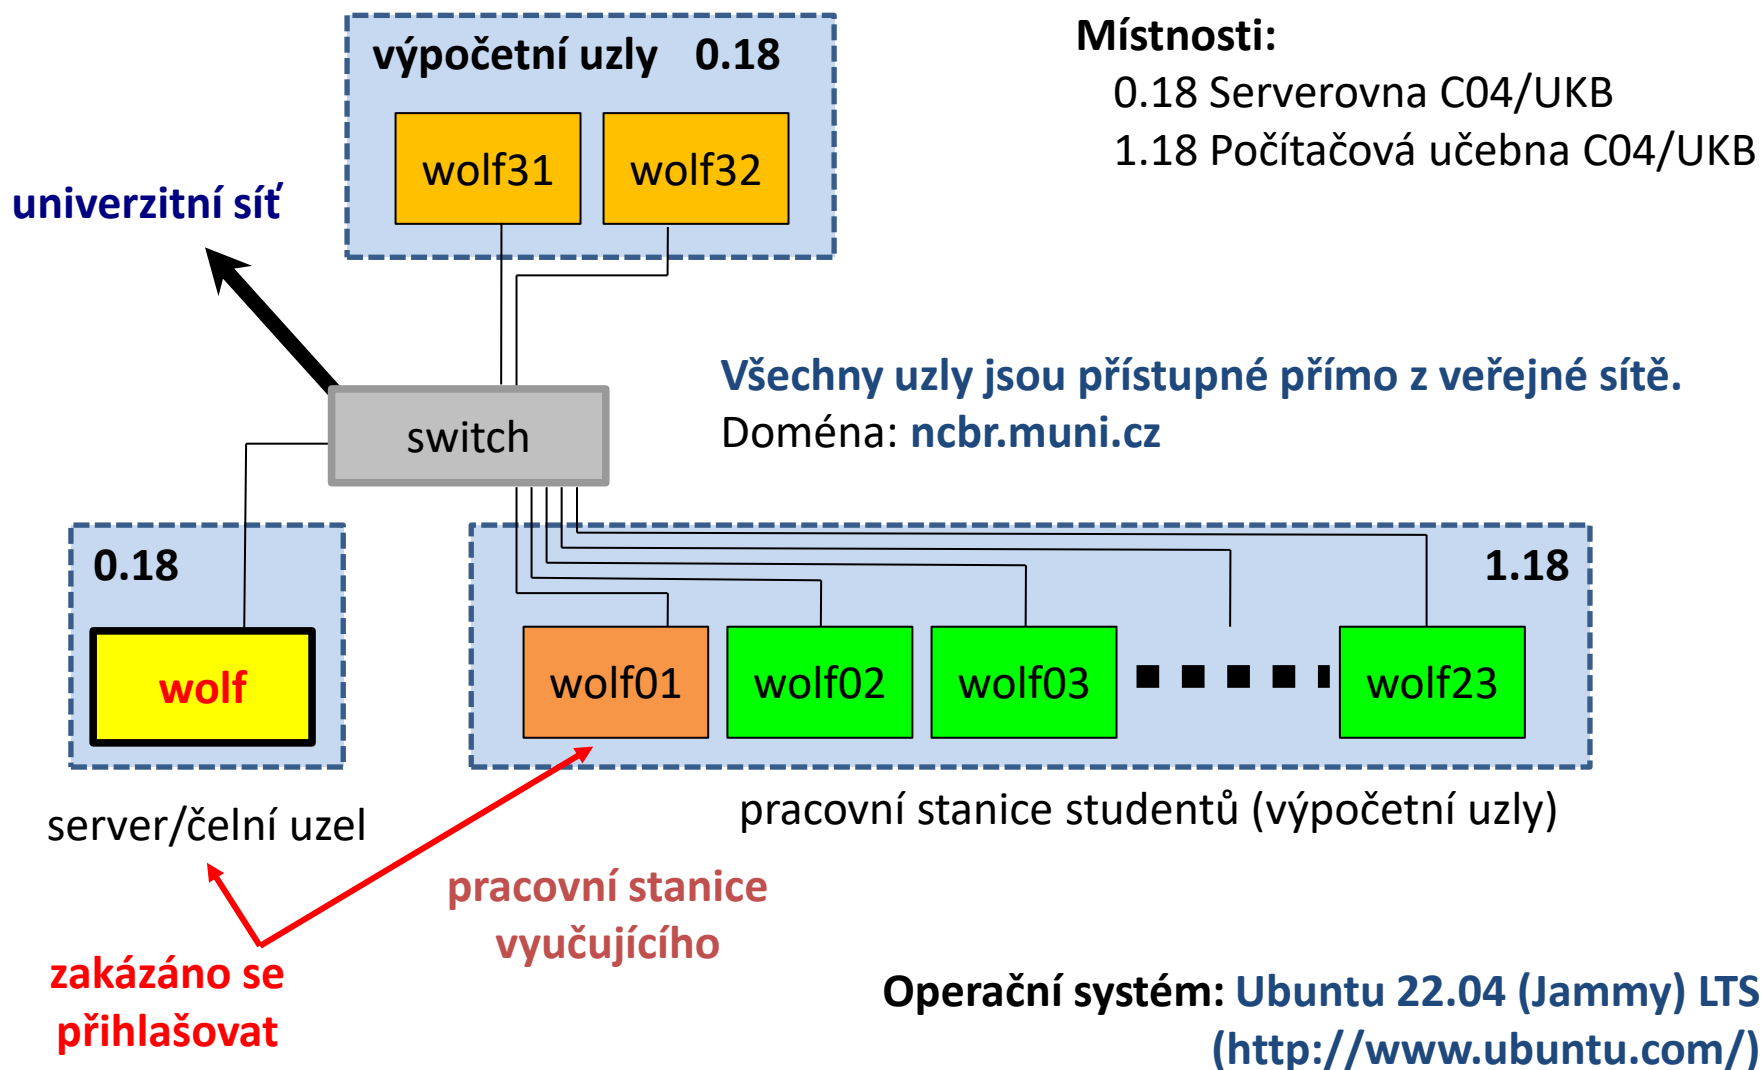 výpočetní uzly 0.18
wolf31
wolf32
Místnosti:
0.18 Serverovna C04/UKB
1.18 Počítačová učebna C04/UKB
univerzitní síť
Všechny uzly jsou přístupné přímo z veřejné sítě.
Doména: ncbr.muni.cz
switch
0.18
wolf
1.18
wolf01
wolf02
wolf03
wolf23
server/čelní uzel
pracovní stanice studentů (výpočetní uzly)
pracovní stanice
vyučujícího
zakázáno se
přihlašovat
Operační systém: Ubuntu 22.04 (Jammy) LTS
(http://www.ubuntu.com/)